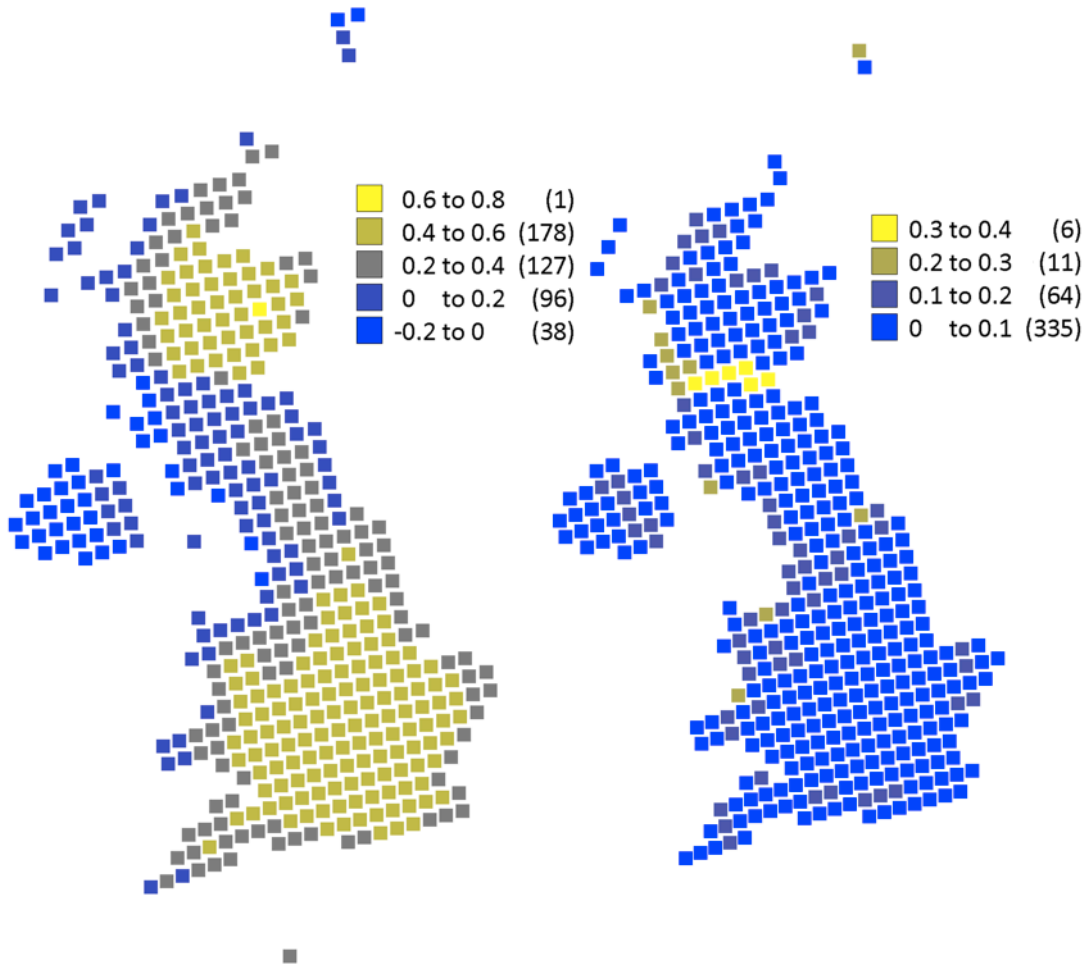 0.6 to 0.8 (1)
0.4 to 0.6 (178)
0.2 to 0.4 (127)
0 to 0.2 (96)
-0.2 to 0 (38)
0.3 to 0.4 (6)
0.2 to 0.3 (11)
0.1 to 0.2 (64)
0 to 0.1 (335)